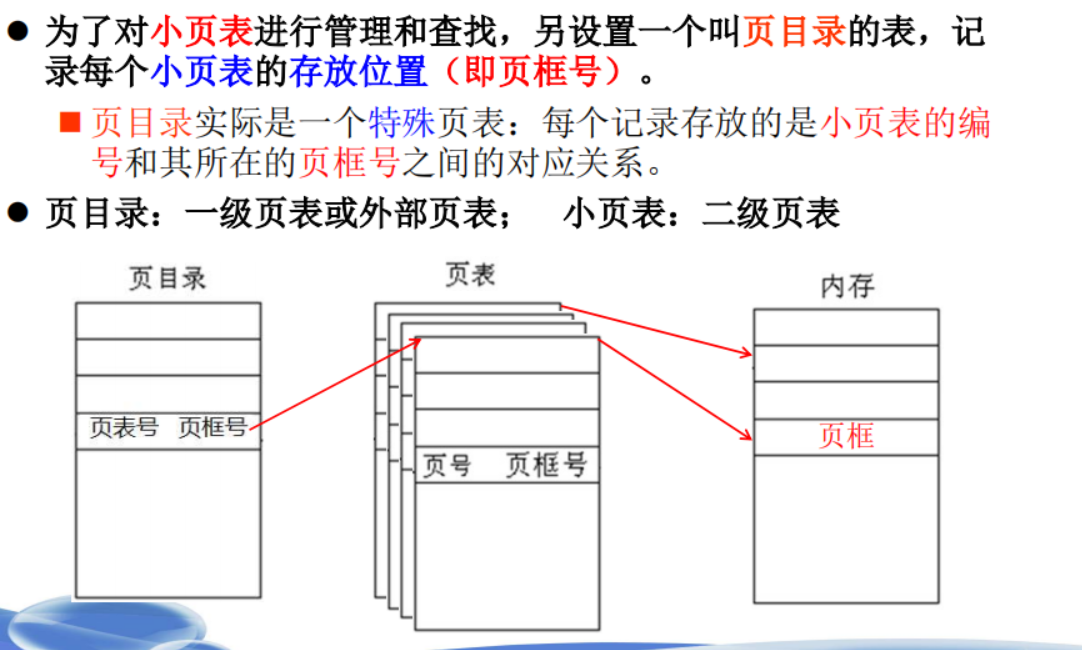 ● 为了对小页表进行管理和查找，另设置一个叫页目录的表，记
录每个小页表的存放位置（即页框号）。
■ 页目录实际是一个特殊页表：每个记录存放的是小页表的编
号和其所在的页框号之间的对应关系。
● 页目录：一级页表或外部页表； 小页表：二级页表
页目录
页表
内存
页表号 页框号
页号 页框号
页框